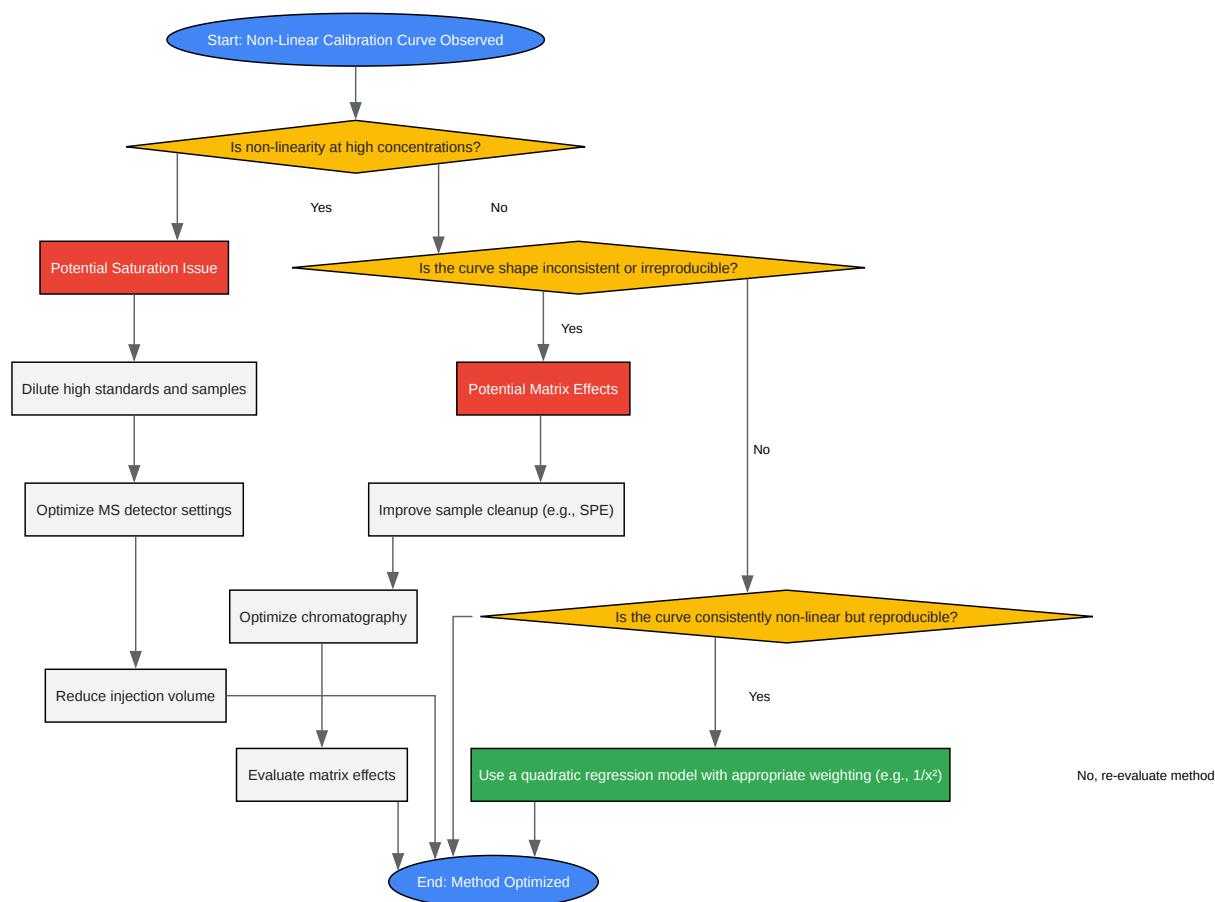 Start: Non-Linear Calibration Curve Observed
Is non-linearity at high concentrations?
Yes
No
Potential Saturation Issue
Is the curve shape inconsistent or irreproducible?
Yes
Dilute high standards and samples
Potential Matrix Effects
No
Optimize MS detector settings
Improve sample cleanup (e.g., SPE)
Optimize chromatography
Is the curve consistently non-linear but reproducible?
Reduce injection volume
Yes
Evaluate matrix effects
Use a quadratic regression model with appropriate weighting (e.g., 1/x²)
No, re-evaluate method
End: Method Optimized